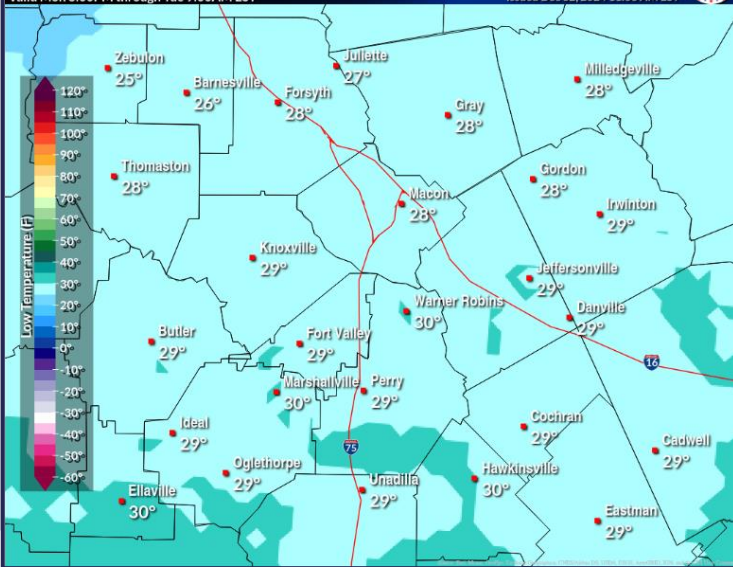 Zebulon
25°
Barnesville
26°
Forsyth
28°
Juliette
27°
Gray
28°
Milledgeville
28°
Thomaston
28°
Macon
28°
Gordon
28°
Irwinton
29°
Knoxville
29°
Jeffersonville
29°
Danville
29°
Warner Robins
30°
Butler
29°
Fort Valley
29°
Marshallville
30°
Perry
29°
Ideal
29°
Oglethorpe
29°
Ellaville
30°
Unadilla
29°
Hawkinsville
30°
Cochran
29°
Cadwell
29°
Eastman
29°
16
75
Low Temperature (F)
120°
110°
100°
90°
80°
70°
60°
50°
40°
30°
20°
10°
0°
-10°
-20°
-30°
-40°
-50°
-60°